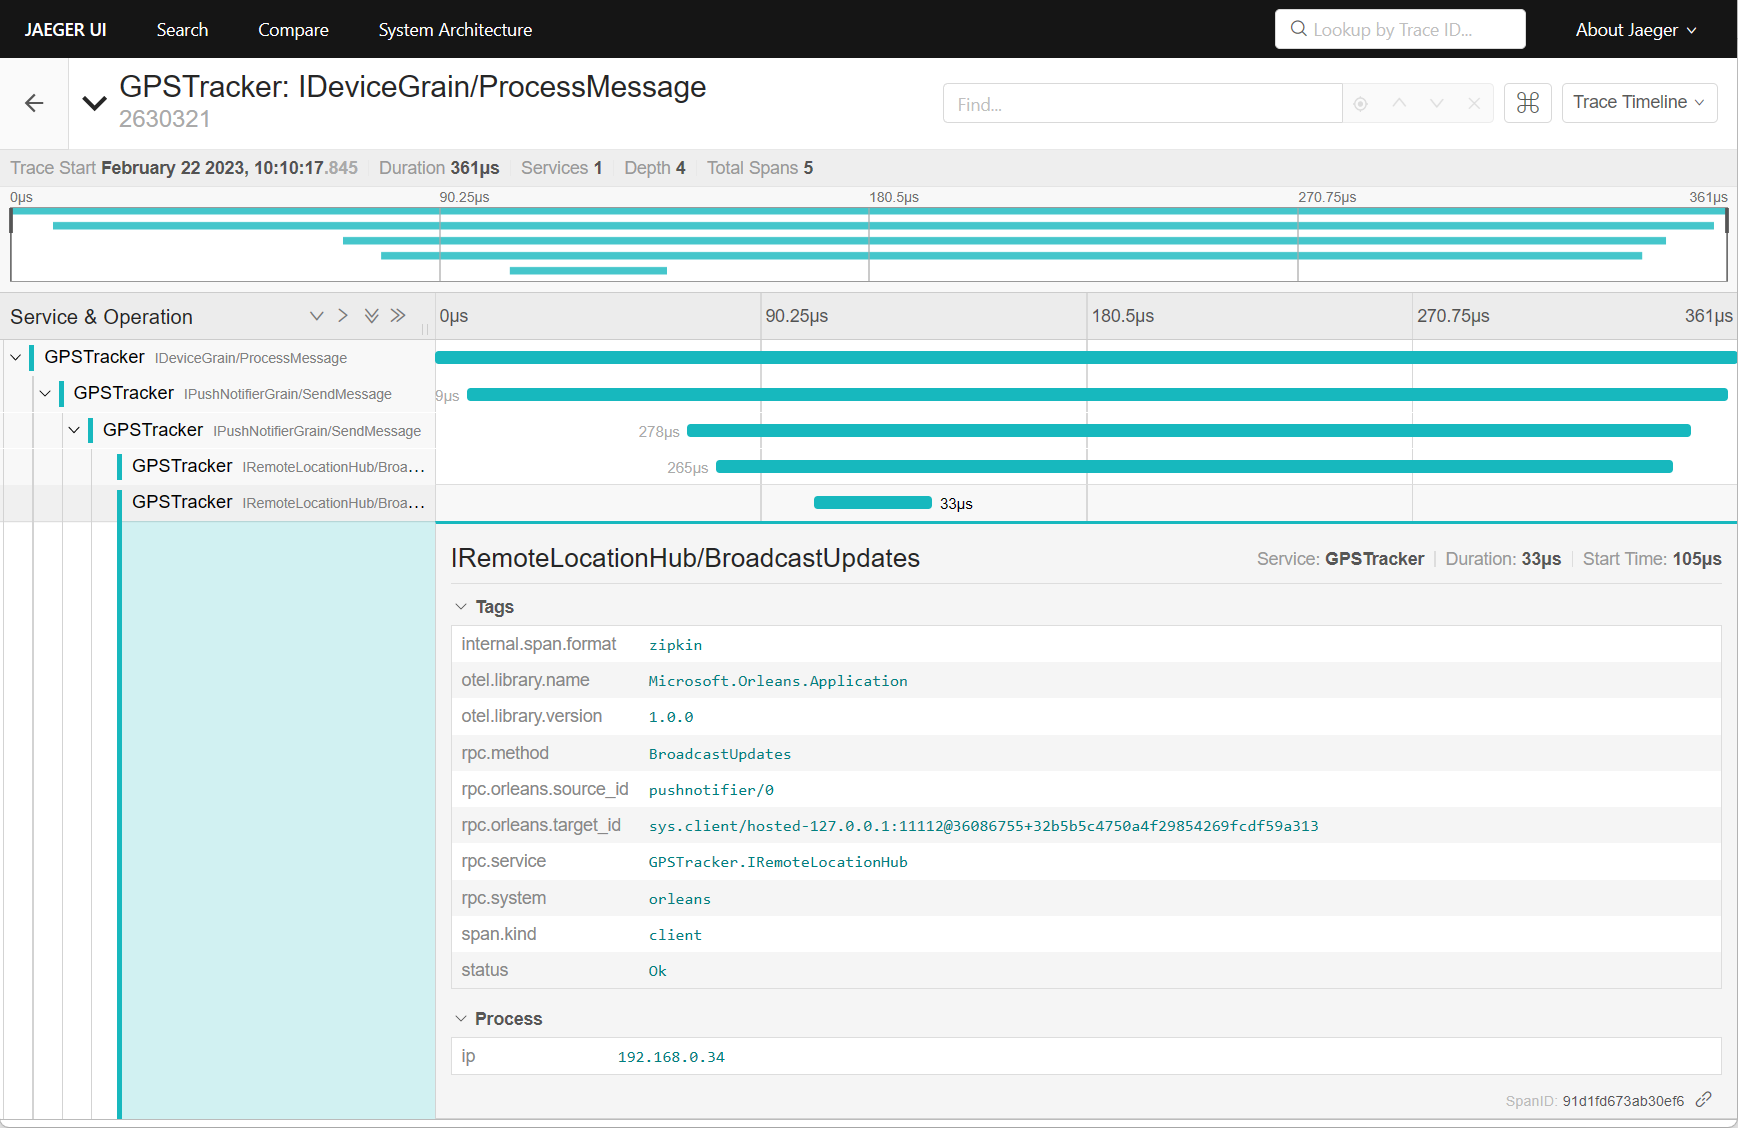 JAEGER UI Search Compare System Architecture Lookup by Trace ID... About Jaeger
GPSTracker: IDeviceGrain/ProcessMessage
2630321
Find... Trace Timeline
Trace Start February 22 2023, 10:10:17.845 Duration 361μs Services 1 Depth 4 Total Spans 5
0μs 90.25μs 180.5μs 270.75μs 361μs
Service & Operation 0μs 90.25μs 180.5μs 270.75μs 361μs
GPSTracker IDeviceGrain/ProcessMessage
GPSTracker IPushNotifierGrain/SendMessage 9μs
GPSTracker IPushNotifierGrain/SendMessage 278μs
GPSTracker IRemoteLocationHub/Broa... 265μs
GPSTracker IRemoteLocationHub/Broa... 33μs
IRemoteLocationHub/BroadcastUpdates Service: GPSTracker Duration: 33μs Start Time: 105μs
Tags
internal.span.format zipkin
otel.library.name Microsoft.Orleans.Application
otel.library.version 1.0.0
rpc.method BroadcastUpdates
rpc.orleans.source_id pushnotifier/0
rpc.orleans.target_id sys.client/hosted-127.0.0.1:11112@36086755+32b5b5c4750a4f29854269fcdf59a313
rpc.service GPSTracker.IRemoteLocationHub
rpc.system orleans
span.kind client
status Ok
Process
ip 192.168.0.34
SpanID: 91d1fd673ab30ef6